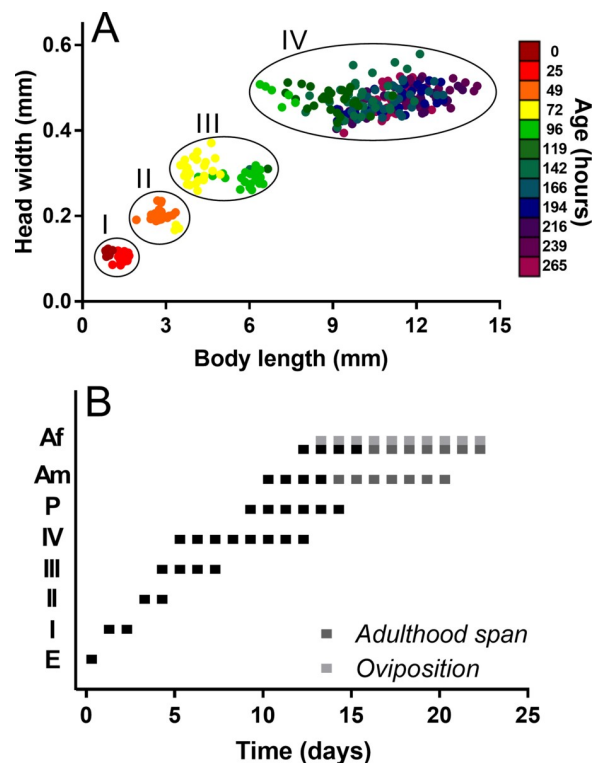 A
0.6
0.4
0.2
0.0
Head width (mm)
I
II
III
IV
0 3 6 9 12 15
Body length (mm)
0
25
49
72
96
119
142
166
194
216
239
265
Age (hours)
B
Af
Am
P
IV
III
II
I
E
Adulthood span
Oviposition
0 5 10 15 20 25
Time (days)